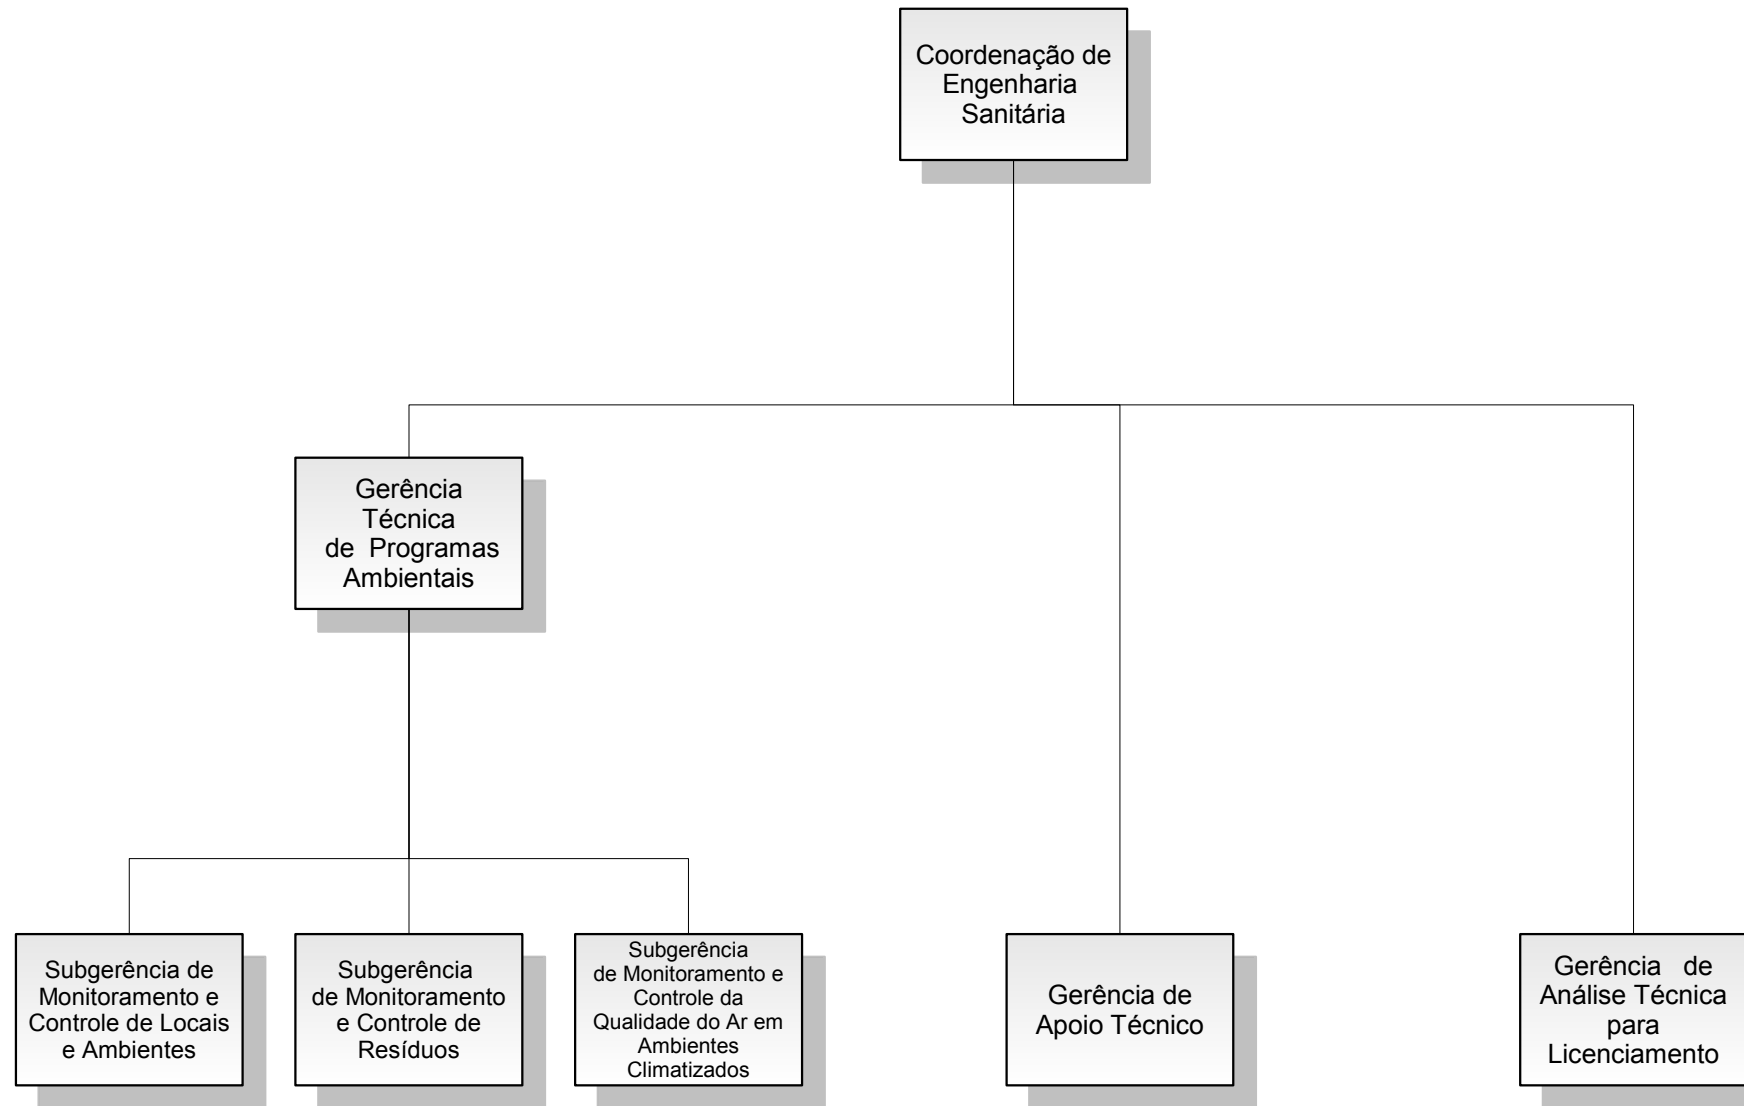 Coordenação de
Engenharia
Sanitária
Gerência
Técnica
de Programas
Ambientais
Subgerência de
Monitoramento e
Controle de Locais
e Ambientes
Subgerência
de Monitoramento
e Controle de
Resíduos
Subgerência
de Monitoramento e
Controle da
Qualidade do Ar em
Ambientes
Climatizados
Gerência de
Apoio Técnico
Gerência de
Análise Técnica
para
Licenciamento